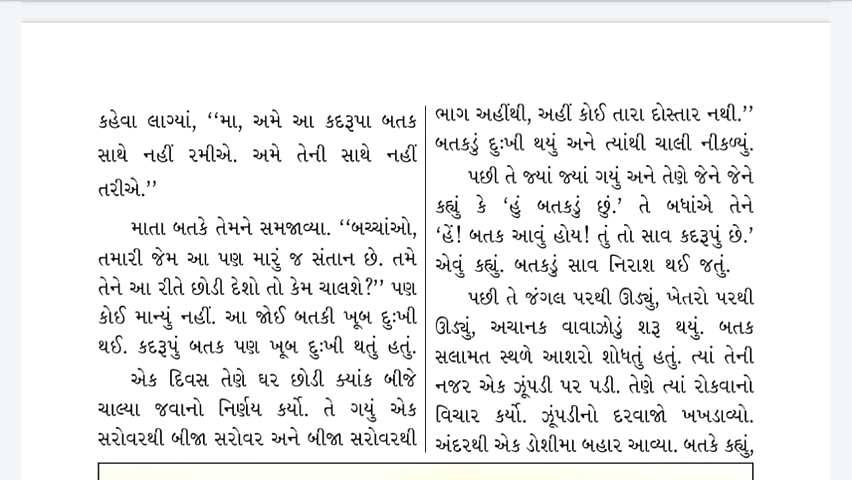 કહેવા લાગ્યાં, ‘‘મા, અમે આ કદરૂપા બતક
સાથે નહીં રમીએ. અમે તેની સાથે નહીં
તરીએ.’’
માતા બતકે તેમને સમજાવ્યા. ‘‘બચ્ચાંઓ,
તમારી જેમ આ પણ મારું જ સંતાન છે. તમે
તેને આ રીતે છોડી દેશો તો કેમ ચાલશે?’’ પણ
કોઈ માન્યું નહીં. આ જોઈ બતકી ખૂબ દુઃખી
થઈ. કદરૂપું બતક પણ ખૂબ દુઃખી થતું હતું.
એક દિવસ તેણે ઘર છોડી ક્યાંક બીજે
ચાલ્યા જવાનો નિર્ણય કર્યો. તે ગયું એક
સરોવરથી બીજા સરોવર અને બીજા સરોવરથી
ભાગ અહીંથી, અહીં કોઈ તારા દોસ્તાર નથી.’’
બતકડું દુઃખી થયું અને ત્યાંથી ચાલી નીકળ્યું.
પછી તે જ્યાં જ્યાં ગયું અને તેણે જેને જેને
કહ્યું કે ‘હું બતકડું છું.’ તે બધાંએ તેને
‘હેં! બતક આવું હોય! તું તો સાવ કદરૂપું છે.’
એવું કહ્યું. બતકડું સાવ નિરાશ થઈ જતું.
પછી તે જંગલ પરથી ઊડ્યું, ખેતરો પરથી
ઊડ્યું, અચાનક વાવાઝોડું શરૂ થયું. બતક
સલામત સ્થળે આશરો શોધતું હતું. ત્યાં તેની
નજર એક ઝૂંપડી પર પડી. તેણે ત્યાં રોકવાનો
વિચાર કર્યો. ઝૂંપડીનો દરવાજો ખખડાવ્યો.
અંદરથી એક ડોશીમા બહાર આવ્યા. બતકે કહ્યું,